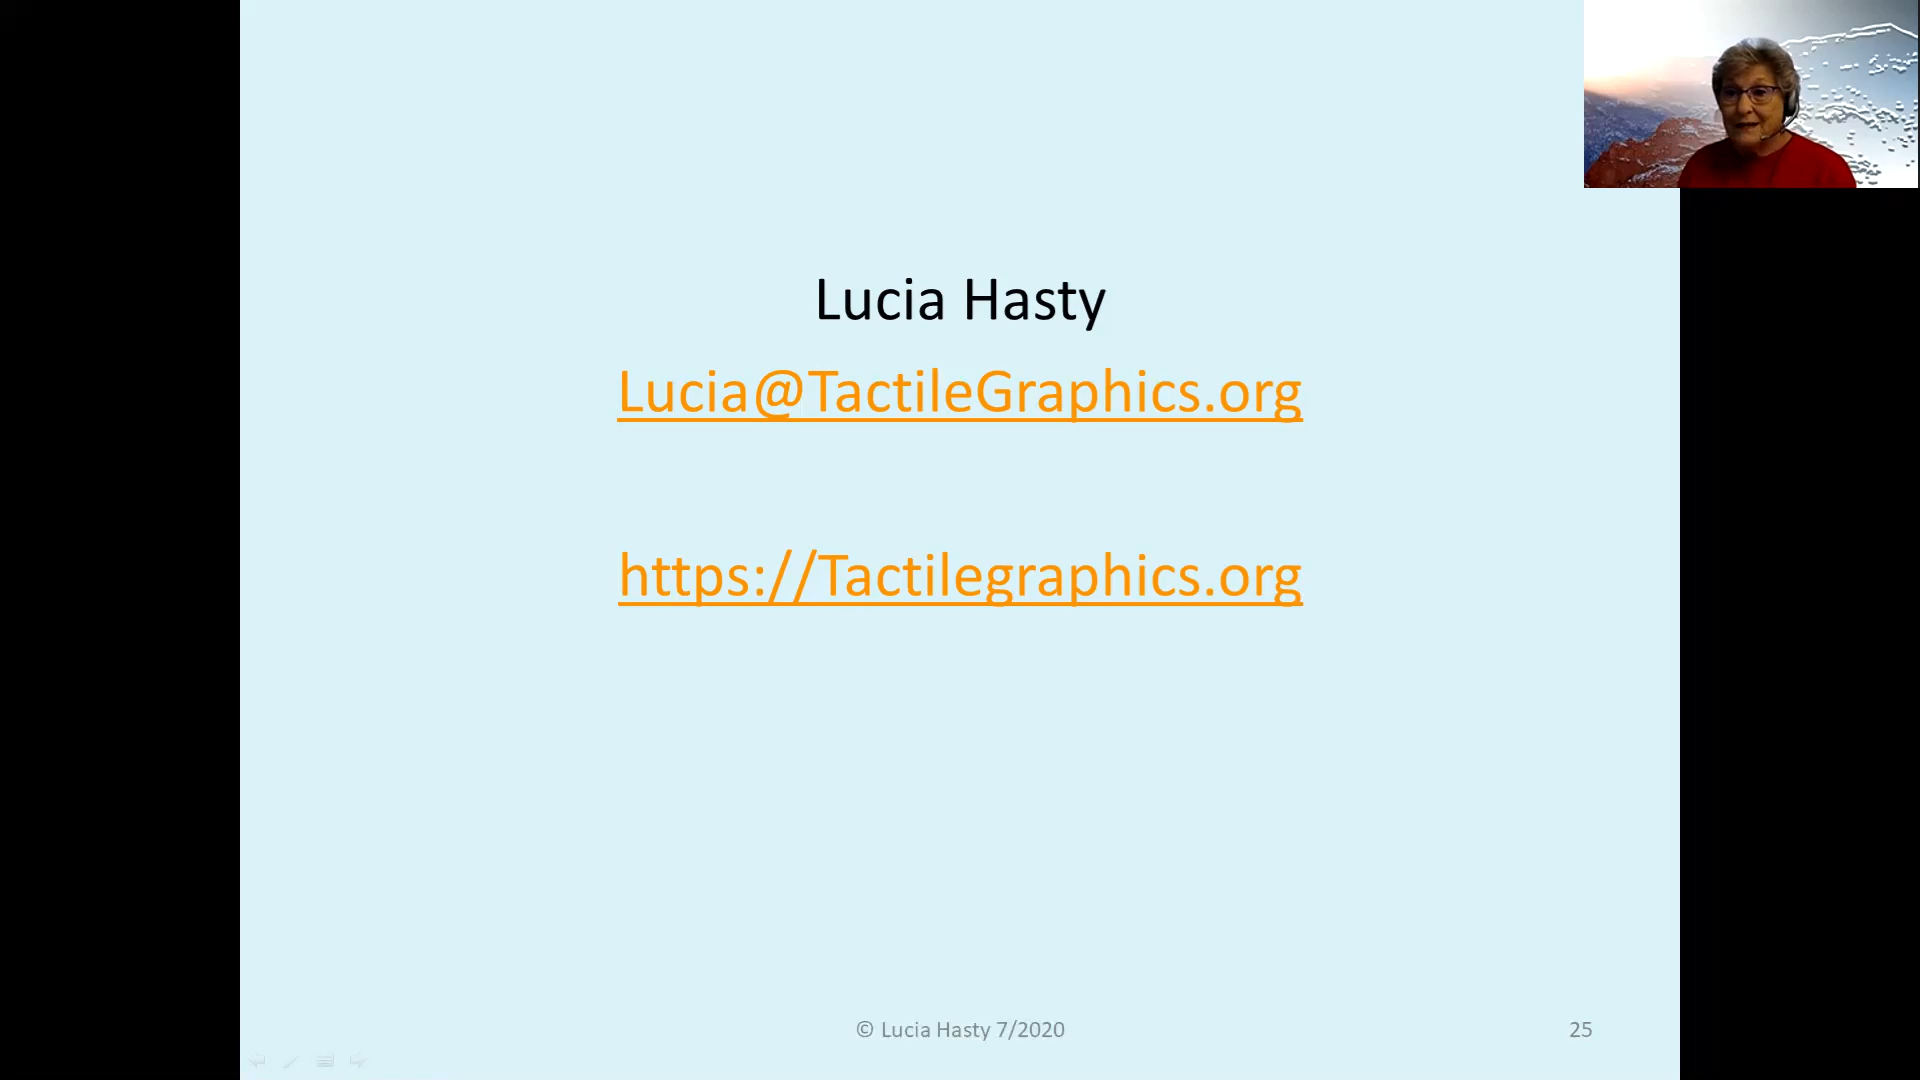 Lucia Hasty
Lucia@TactileGraphics.org
https://Tactilegraphics.org
© Lucia Hasty 7/2020
25